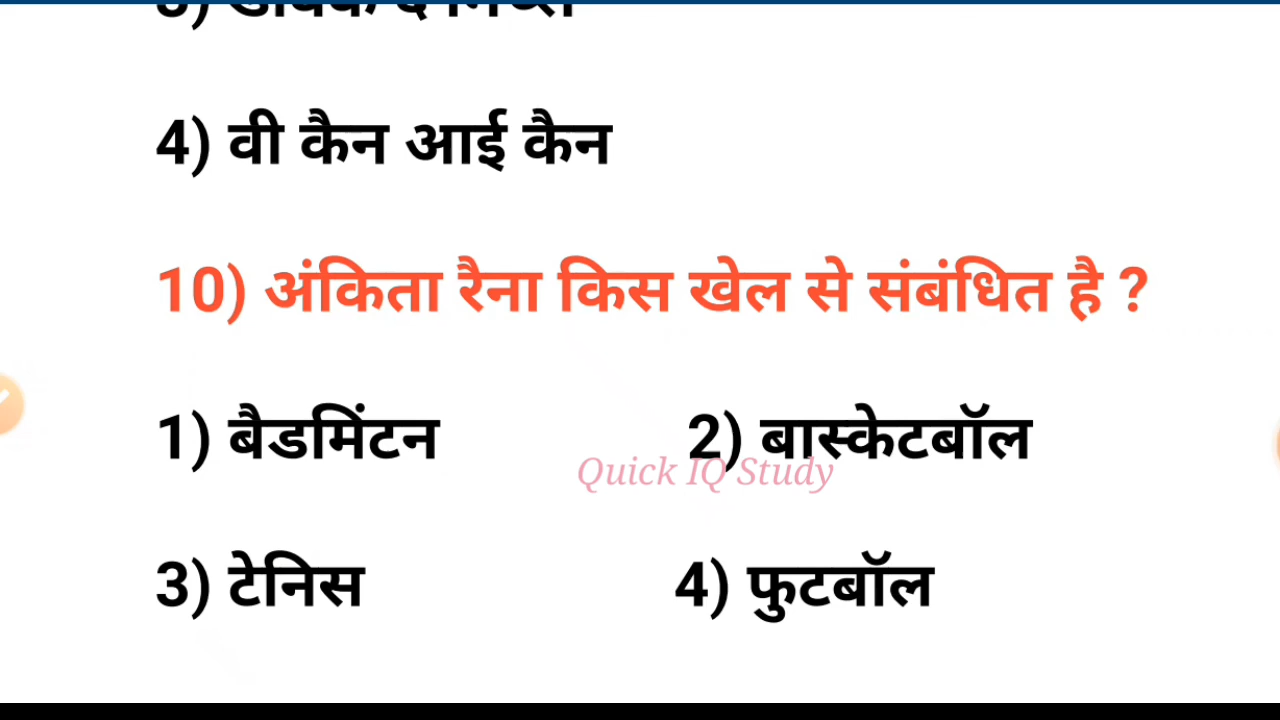 4) वी कैन आई कैन
10) अंकिता रैना किस खेल से संबंधित है ?
1) बैडमिंटन 2) बास्केटबॉल
Quick IQ Study
3) टेनिस 4) फुटबॉल